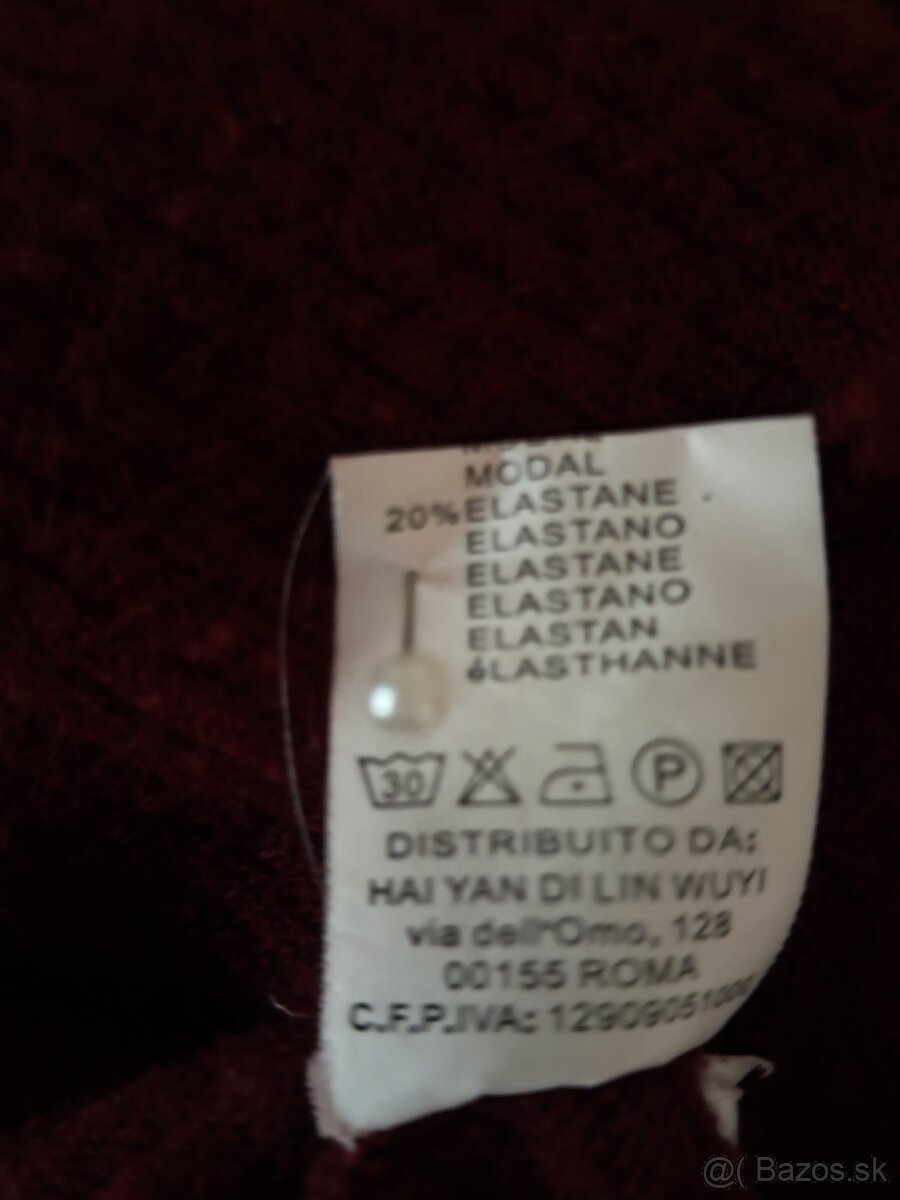 MODAL
20% ELASTANE
ELASTANO
ELASTANE
ELASTANO
ELASTAN
éLASTHANNE
30 P
DISTRIBUITO DA:
HAI YAN DI LIN WUYI
via dell'Omo, 128
00155 ROMA
C.F.P.IVA:
@( Bazos.sk